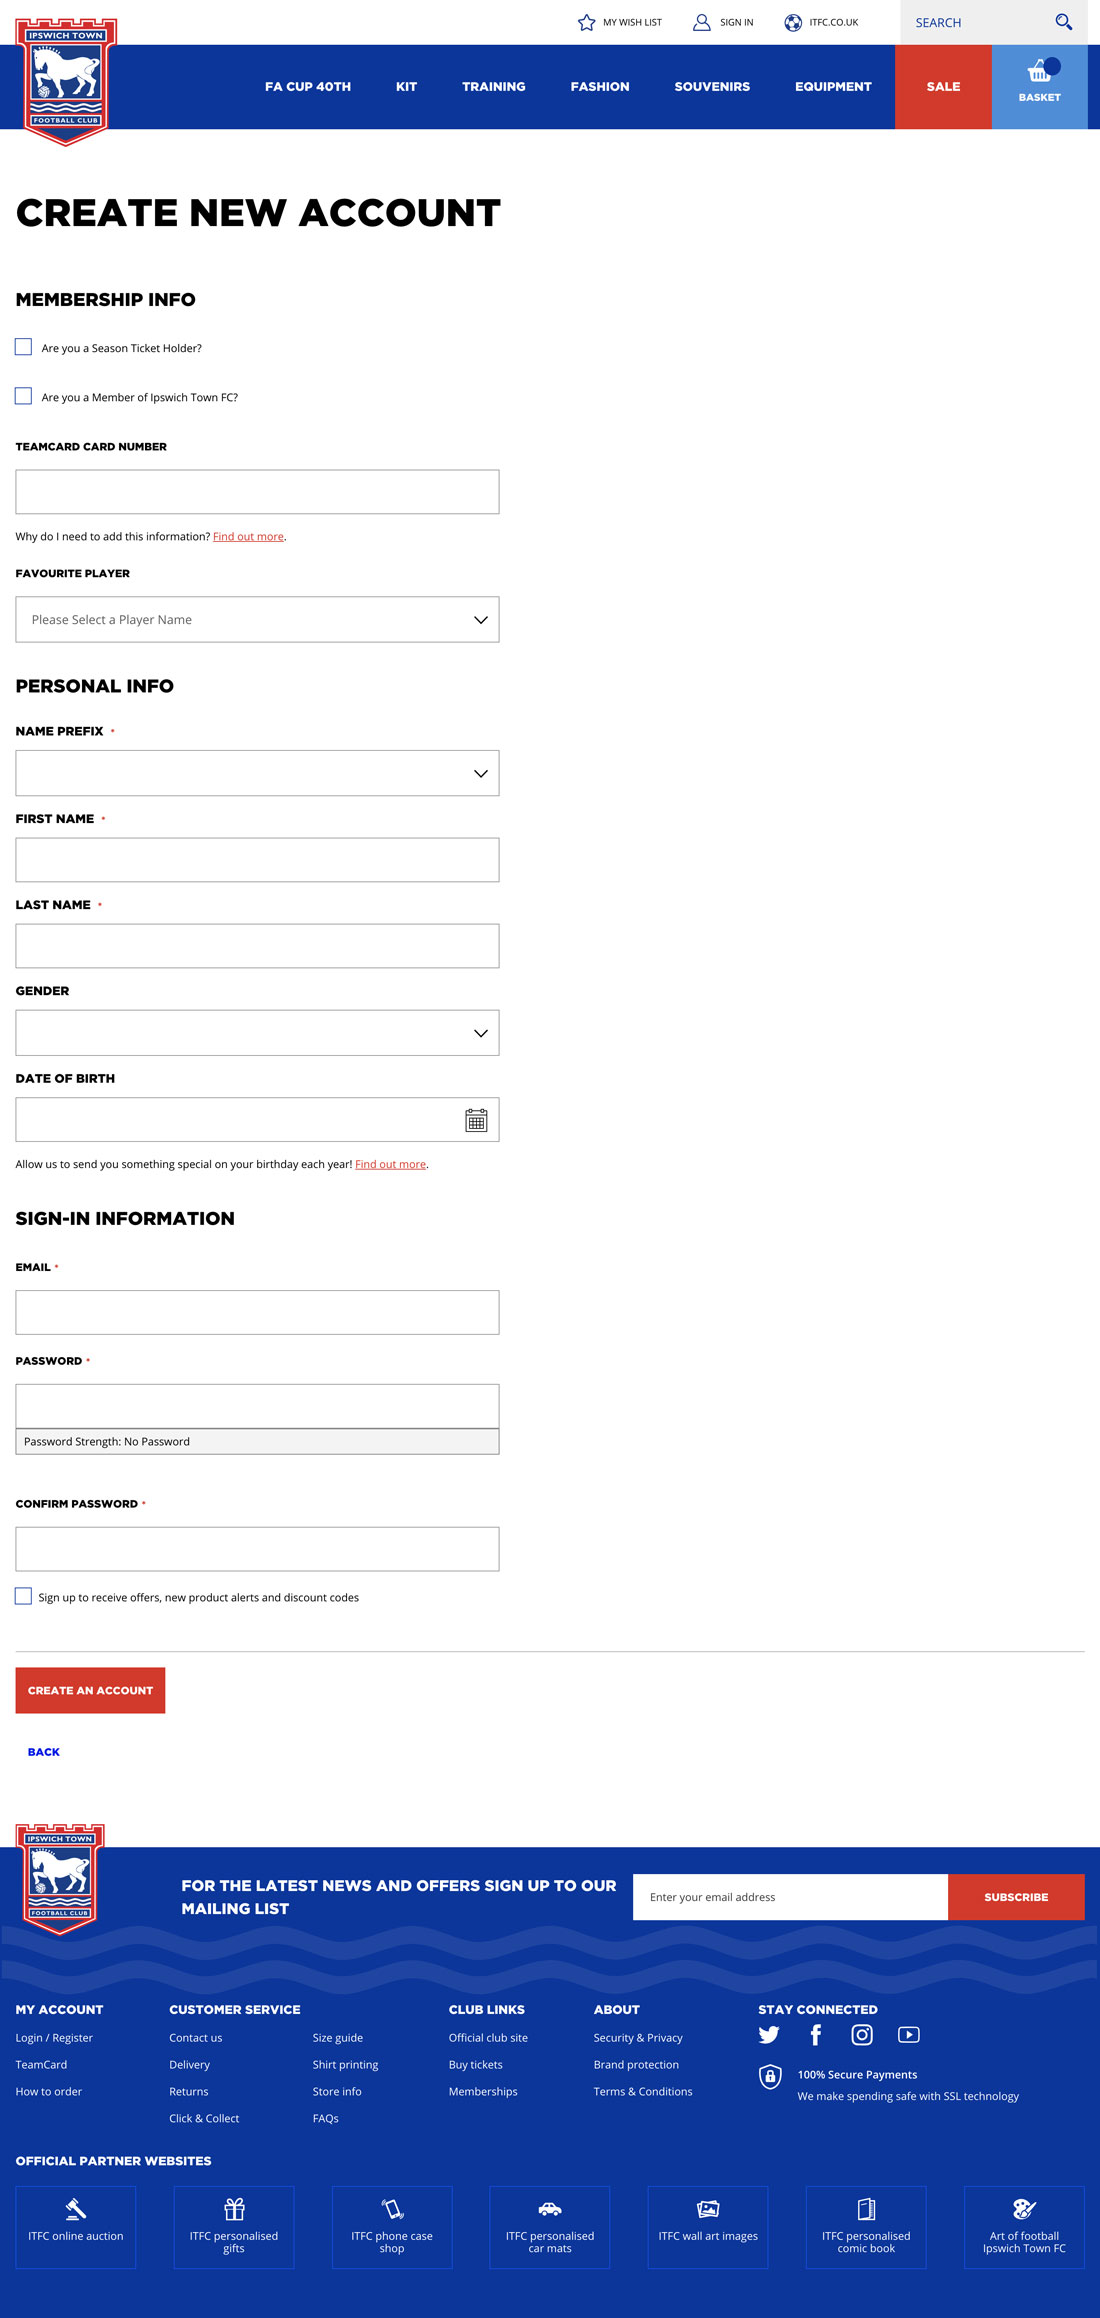 MY WISH LIST
SIGN IN
ITFC.CO.UK
SEARCH
IPSWICH TOWN
FOOTBALL CLUB
FA CUP 40TH
KIT
TRAINING
FASHION
SOUVENIRS
EQUIPMENT
SALE
BASKET
CREATE NEW ACCOUNT
MEMBERSHIP INFO
Are you a Season Ticket Holder?
Are you a Member of Ipswich Town FC?
TEAMCARD CARD NUMBER
Why do I need to add this information? Find out more.
FAVOURITE PLAYER
Please Select a Player Name
PERSONAL INFO
NAME PREFIX *
FIRST NAME *
LAST NAME *
GENDER
DATE OF BIRTH
Allow us to send you something special on your birthday each year! Find out more.
SIGN-IN INFORMATION
EMAIL *
PASSWORD *
Password Strength: No Password
CONFIRM PASSWORD *
Sign up to receive offers, new product alerts and discount codes
CREATE AN ACCOUNT
BACK
IPSWICH TOWN
FOOTBALL CLUB
FOR THE LATEST NEWS AND OFFERS SIGN UP TO OUR
MAILING LIST
Enter your email address
SUBSCRIBE
MY ACCOUNT
Login / Register
TeamCard
How to order
CUSTOMER SERVICE
Contact us
Delivery
Returns
Click & Collect
Size guide
Shirt printing
Store info
FAQs
CLUB LINKS
Official club site
Buy tickets
Memberships
ABOUT
Security & Privacy
Brand protection
Terms & Conditions
STAY CONNECTED
100% Secure Payments
We make spending safe with SSL technology
OFFICIAL PARTNER WEBSITES
ITFC online auction
ITFC personalised
gifts
ITFC phone case
shop
ITFC personalised
car mats
ITFC wall art images
ITFC personalised
comic book
Art of football
Ipswich Town FC